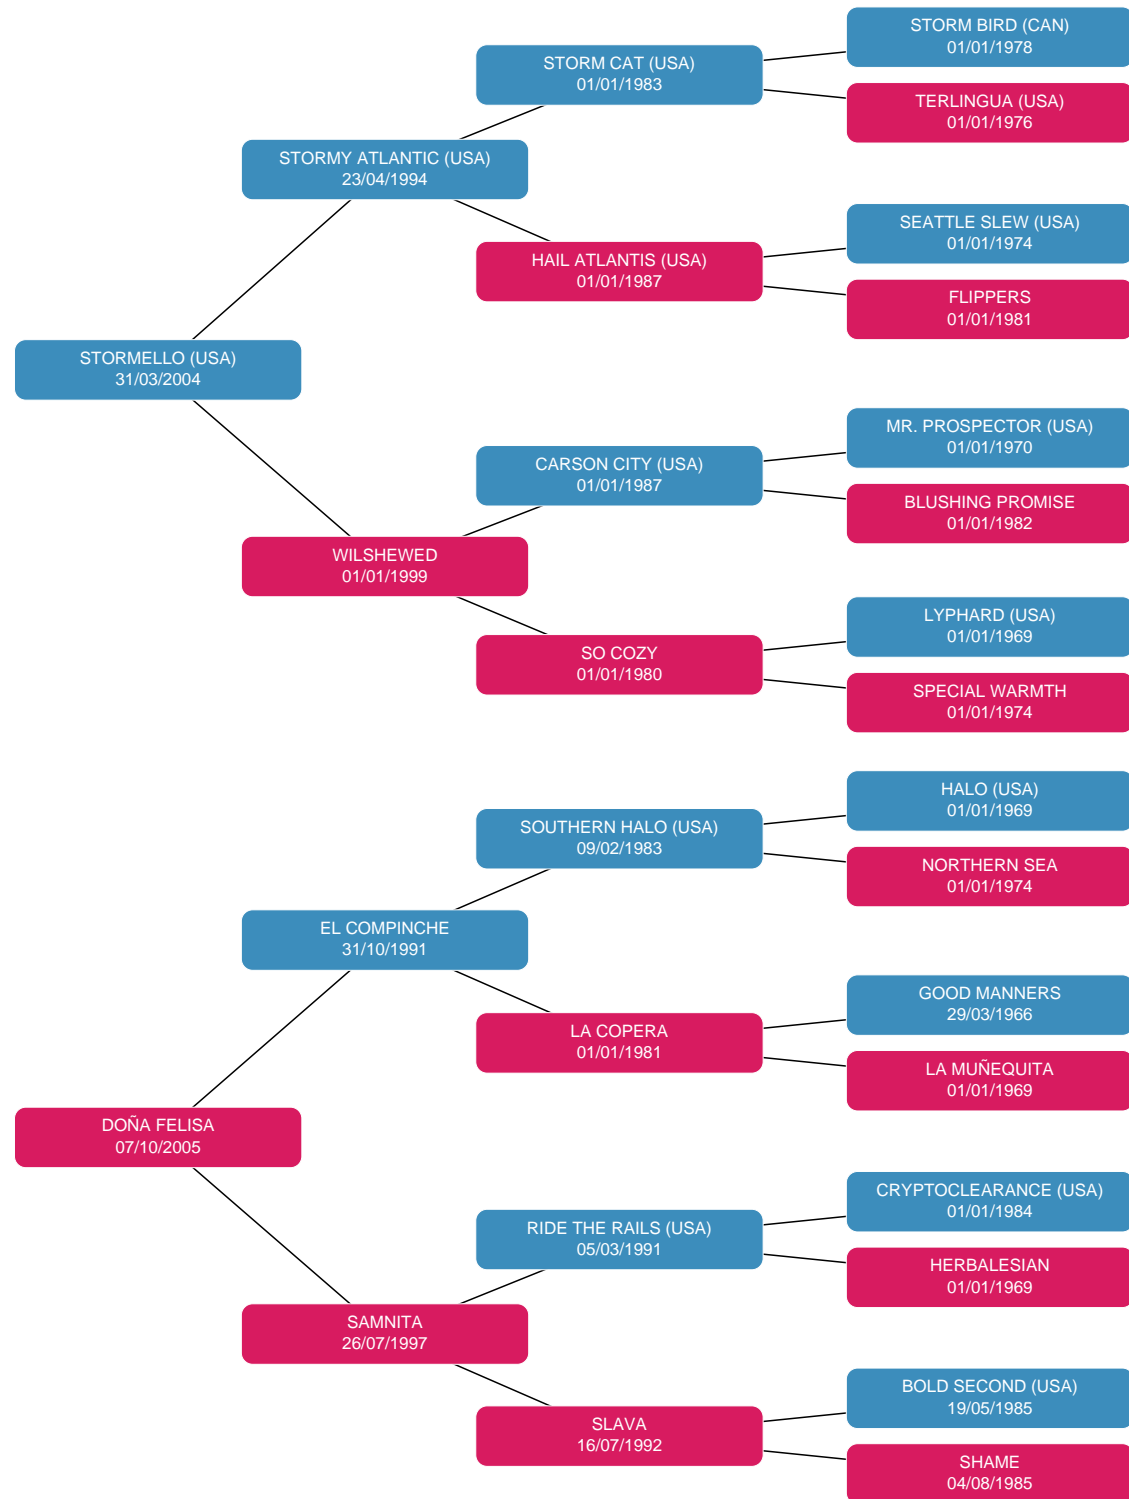 STORM BIRD (CAN)
01/01/1978
STORM CAT (USA)
01/01/1983
TERLINGUA (USA)
01/01/1976
STORMY ATLANTIC (USA)
23/04/1994
SEATTLE SLEW (USA)
01/01/1974
HAIL ATLANTIS (USA)
01/01/1987
FLIPPERS
01/01/1981
STORMELLO (USA)
31/03/2004
MR. PROSPECTOR (USA)
01/01/1970
CARSON CITY (USA)
01/01/1987
BLUSHING PROMISE
01/01/1982
WILSHEWED
01/01/1999
LYPHARD (USA)
01/01/1969
SO COZY
01/01/1980
SPECIAL WARMTH
01/01/1974
HALO (USA)
01/01/1969
SOUTHERN HALO (USA)
09/02/1983
NORTHERN SEA
01/01/1974
EL COMPINCHE
31/10/1991
GOOD MANNERS
29/03/1966
LA COPERA
01/01/1981
LA MUÑEQUITA
01/01/1969
DOÑA FELISA
07/10/2005
CRYPTOCLEARANCE (USA)
01/01/1984
RIDE THE RAILS (USA)
05/03/1991
HERBALESIAN
01/01/1969
SAMNITA
26/07/1997
BOLD SECOND (USA)
19/05/1985
SLAVA
16/07/1992
SHAME
04/08/1985